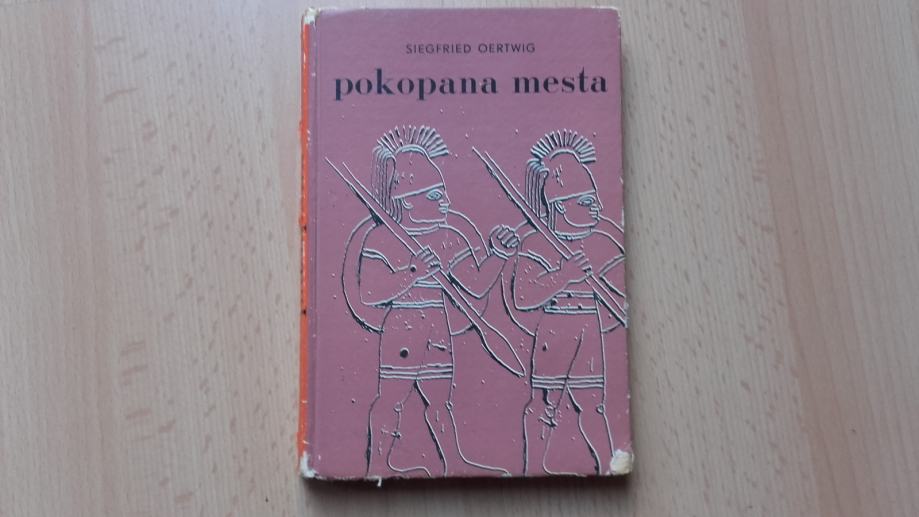 SIEGFRIED OERTWIG
pokopana mesta